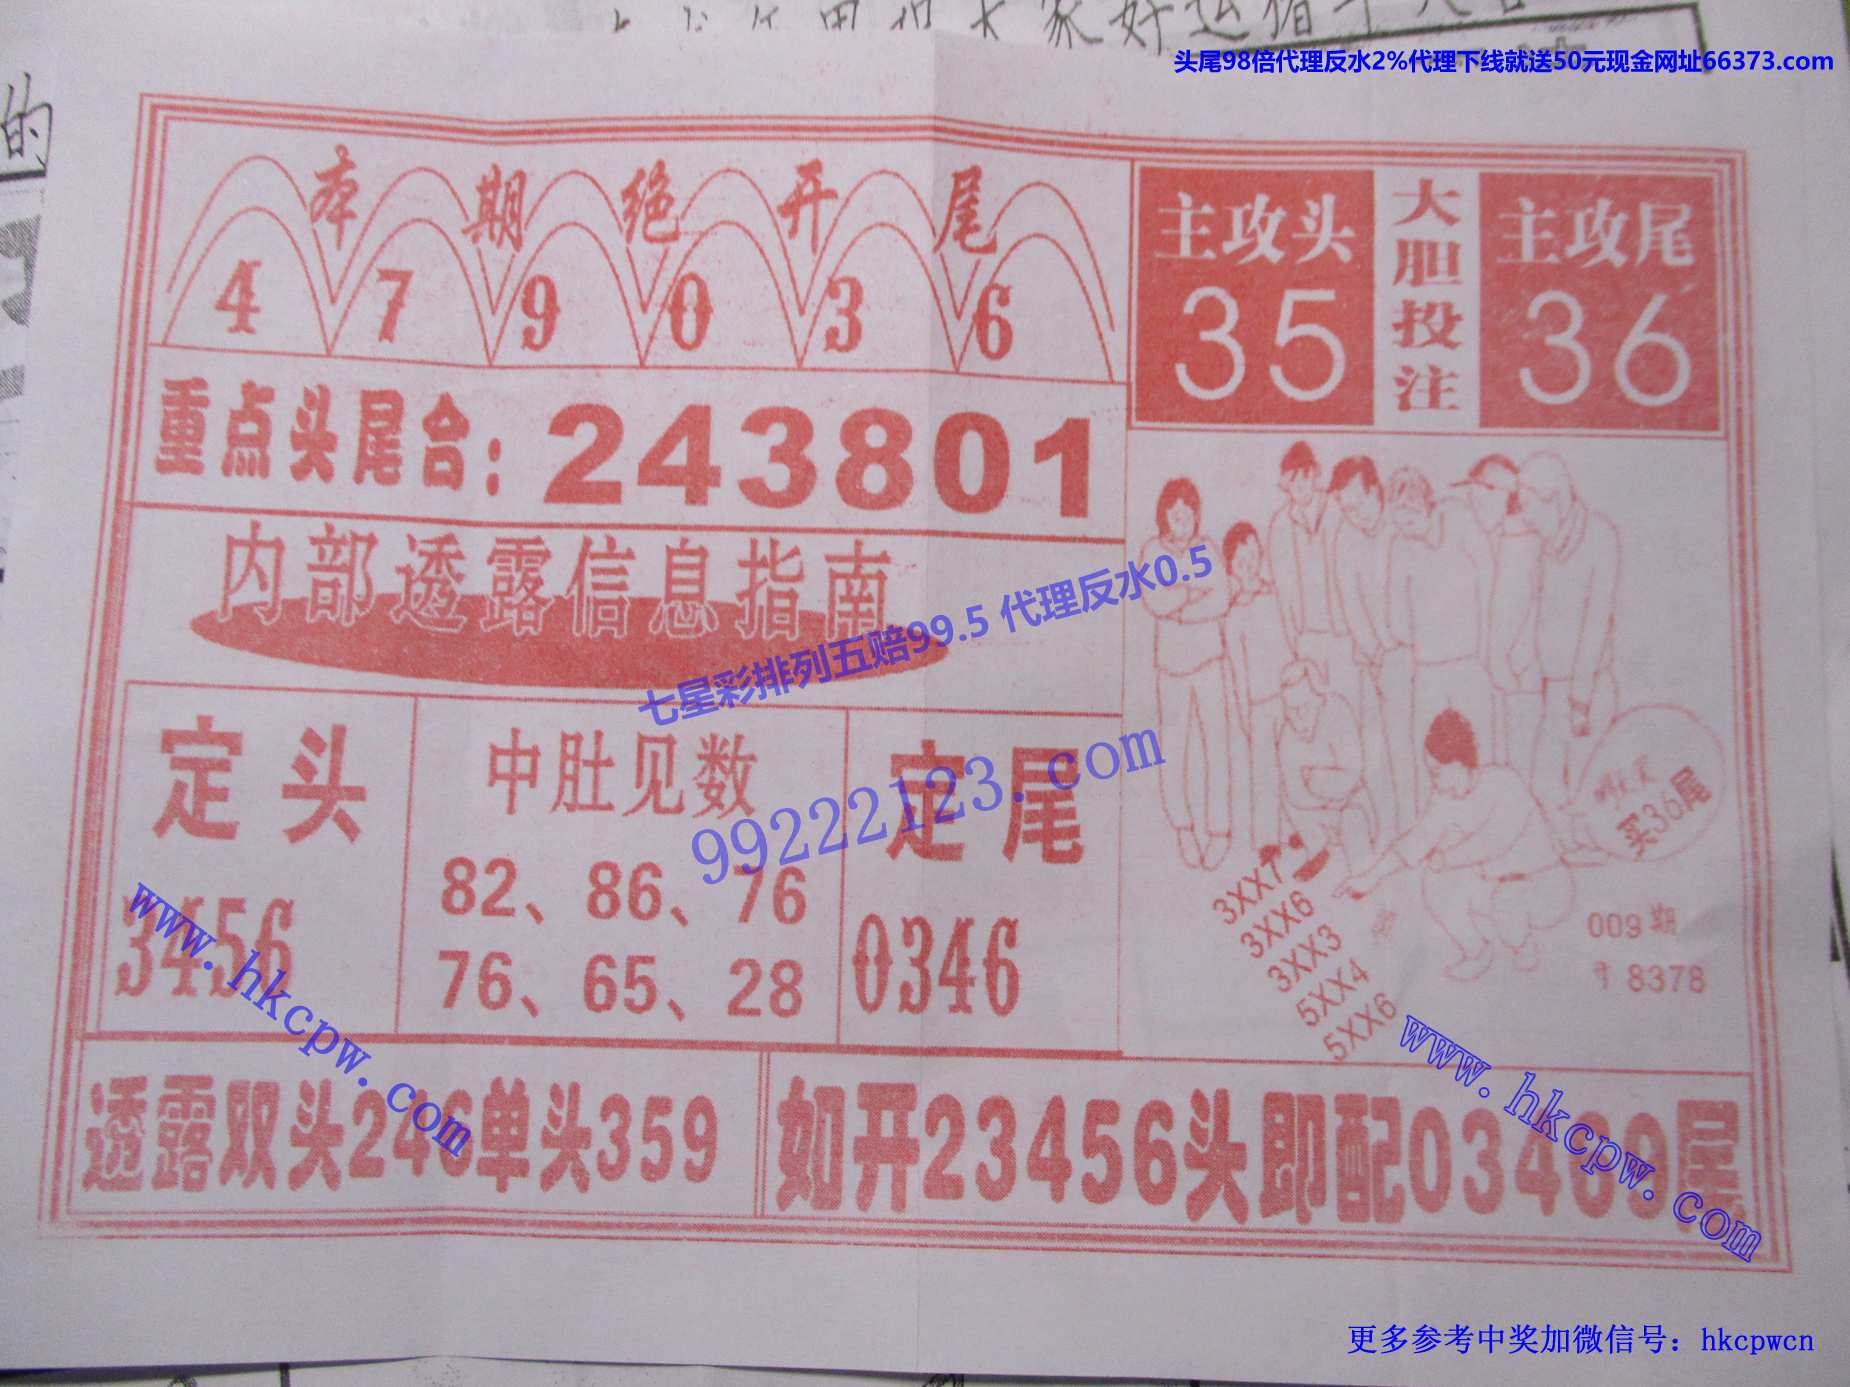 头尾98倍代理反水2%代理下线就送50元现金网址66373.com
的
本期绝开尾
4 7 9 0 3 6
主攻头
35
大胆投注
主攻尾
36
重点头尾合：243801
内部透露信息指南
七星彩排列五赔99.5 代理反水0.5
99222123.com
定头
3456
中肚见数
82、86、76
76、65、28
定尾
0346
买36尾
3XX7
3XX6
3XX3
5XX4
5XX6
009期
8378
www.hkcpw.com
www.hkcpw.com
透露双头246单头359
如开23456头即配03469尾
更多参考中奖加微信号：hkcpwcn